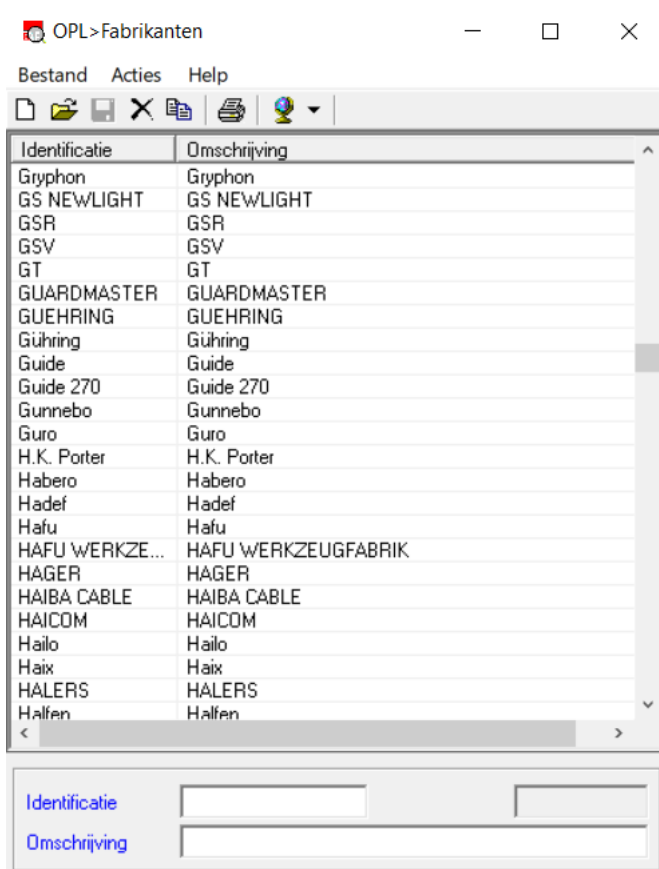 OPL>Fabrikanten
Bestand Acties Help
Identificatie Omschrijving
Gryphon Gryphon
GS NEWLIGHT GS NEWLIGHT
GSR GSR
GSV GSV
GT GT
GUARDMASTER GUARDMASTER
GUEHRING GUEHRING
Gühring Gühring
Guide Guide
Guide 270 Guide 270
Gunnebo Gunnebo
Guro Guro
H.K. Porter H.K. Porter
Habero Habero
Hadef Hadef
Hafu Hafu
HAFU WERKZE... HAFU WERKZEUGFABRIK
HAGER HAGER
HAIBA CABLE HAIBA CABLE
HAICOM HAICOM
Hailo Hailo
Haix Haix
HALERS HALERS
Halfen Halfen
Identificatie
Omschrijving